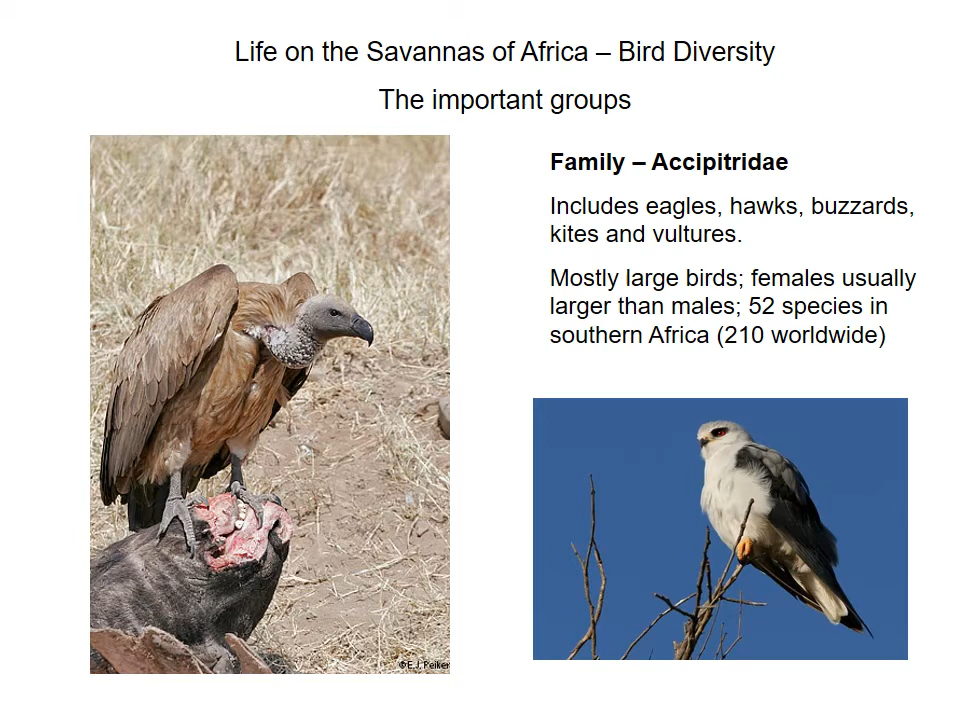 Life on the Savannas of Africa – Bird Diversity
The important groups
Family – Accipitridae
Includes eagles, hawks, buzzards,
kites and vultures.
Mostly large birds; females usually
larger than males; 52 species in
southern Africa (210 worldwide)
©E.J. Peiker